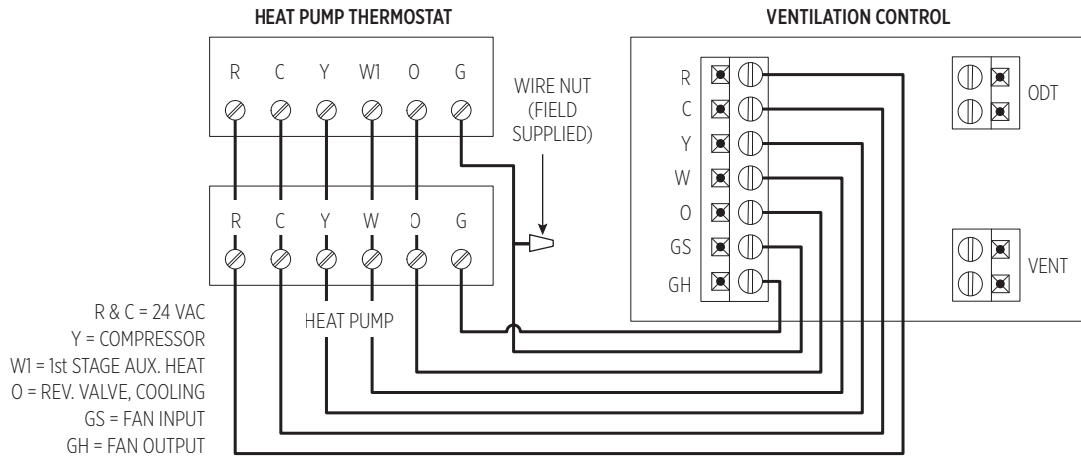 HEAT PUMP THERMOSTAT
R C Y W1 O G
WIRE NUT
(FIELD
SUPPLIED)
R C Y W O G
HEAT PUMP
R & C = 24 VAC
Y = COMPRESSOR
W1 = 1st STAGE AUX. HEAT
O = REV. VALVE, COOLING
GS = FAN INPUT
GH = FAN OUTPUT
VENTILATION CONTROL
R
C
Y
W
O
GS
GH
ODT
VENT